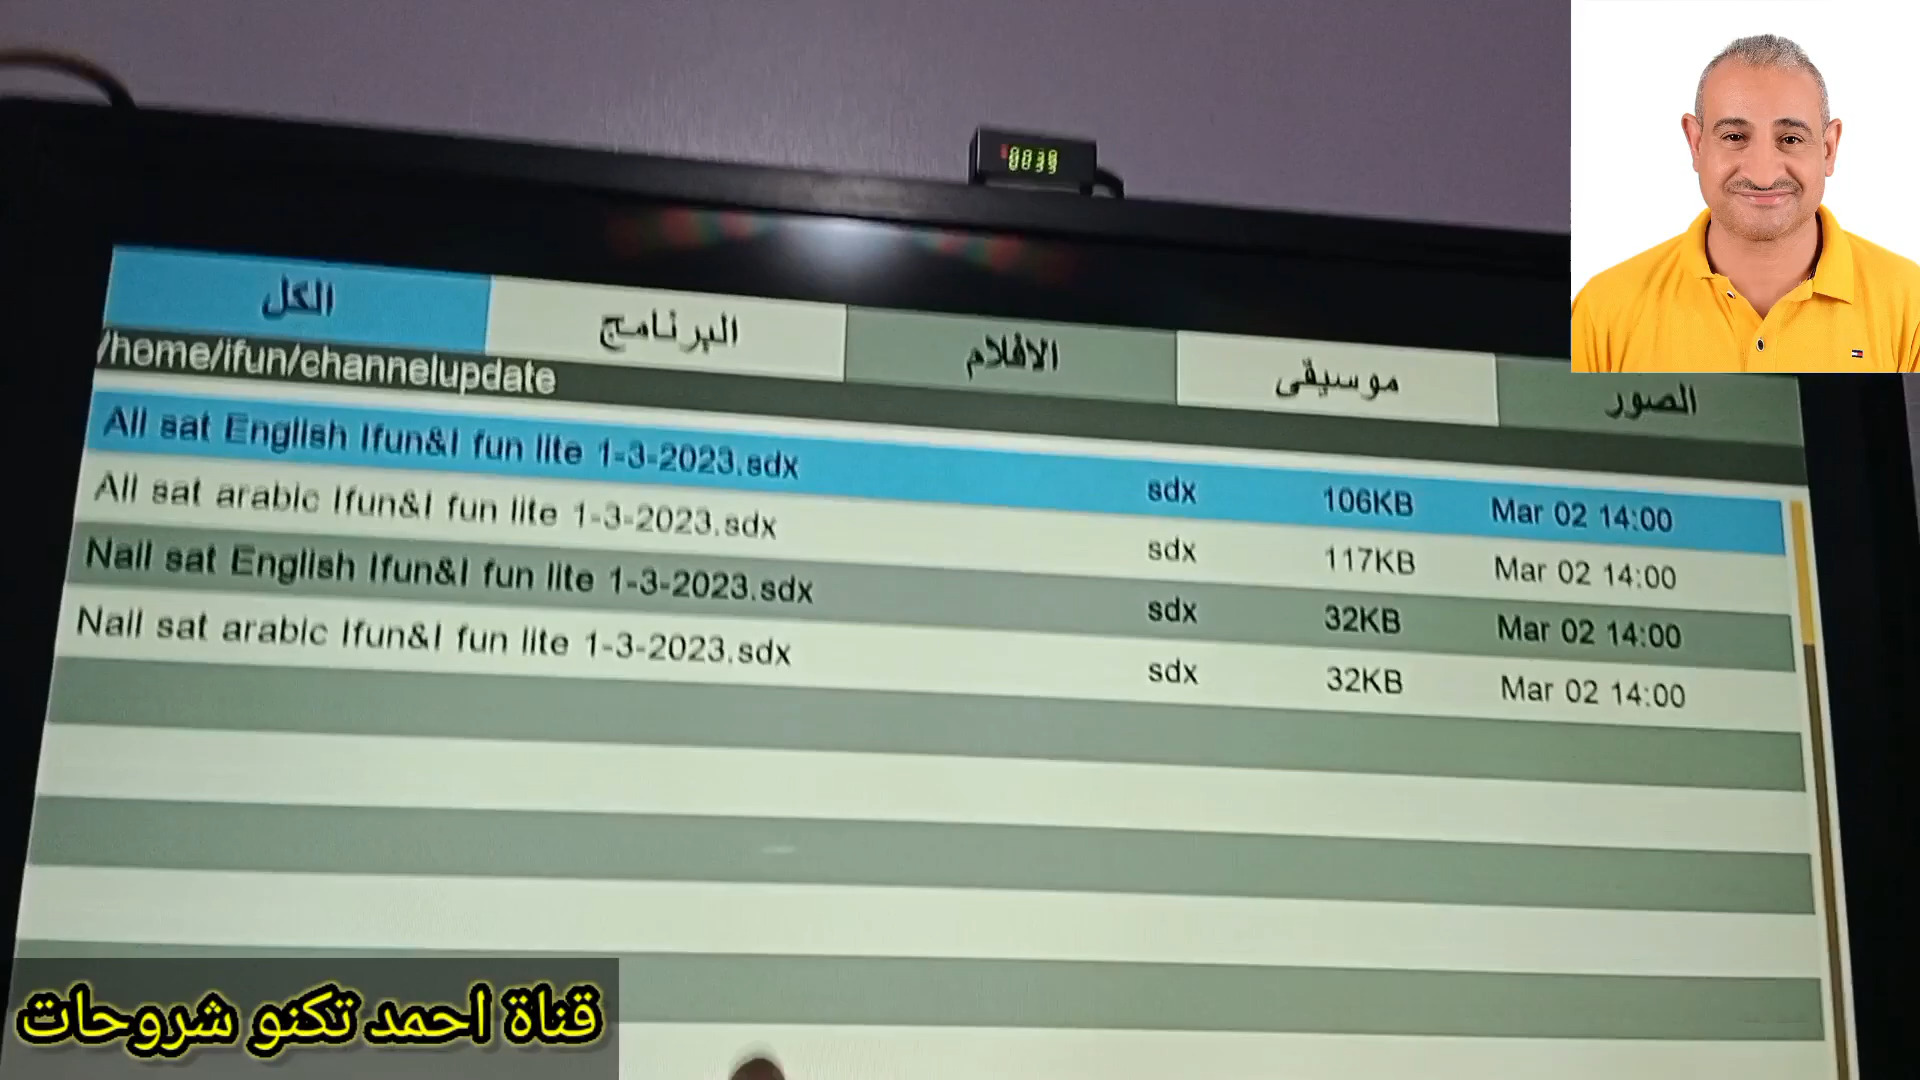 0039
الكل
البرنامج
الافلام
موسيقى
الصور
/home/ifun/channelupdate
All sat English Ifun&I fun lite 1-3-2023.sdx sdx 106KB Mar 02 14:00
All sat arabic Ifun&I fun lite 1-3-2023.sdx sdx 117KB Mar 02 14:00
Nail sat English Ifun&I fun lite 1-3-2023.sdx sdx 32KB Mar 02 14:00
Nail sat arabic Ifun&I fun lite 1-3-2023.sdx sdx 32KB Mar 02 14:00
قناة احمد تكنو شروحات